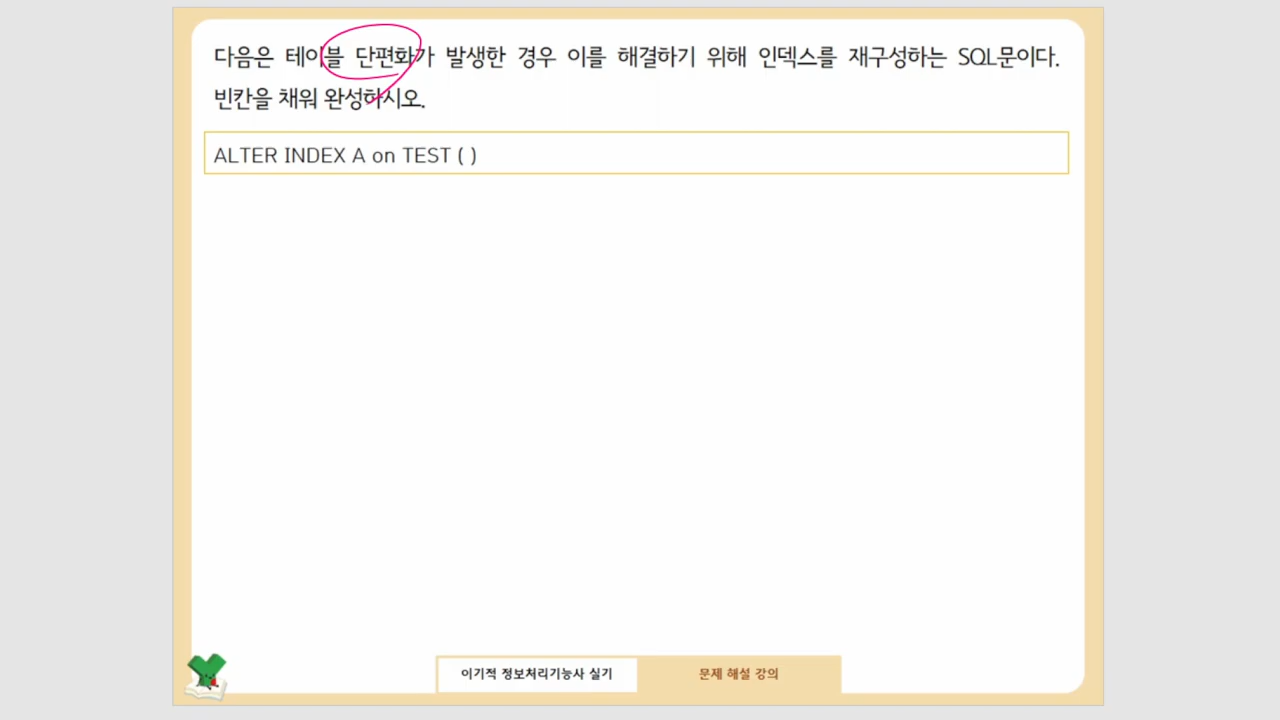 다음은 테이블 단편화가 발생한 경우 이를 해결하기 위해 인덱스를 재구성하는 SQL문이다.
빈칸을 채워 완성하시오.
ALTER INDEX A on TEST ( )
이기적 정보처리기능사 실기
문제 해설 강의